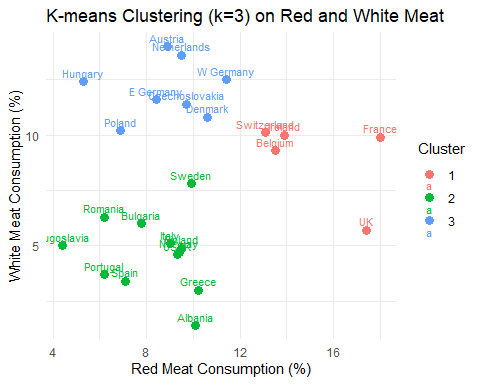 K-means Clustering (k=3) on Red and White Meat
White Meat Consumption (%)
10
5
Austria
Netherlands
Hungary
W Germany
E Germany
Czechoslovakia
Denmark
Poland
Switzerland
Ireland
France
Belgium
Sweden
Romania
Bulgaria
UK
Italy
ugoslavia
Portugal
Spain
Greece
Albania
4
8
12
16
Red Meat Consumption (%)
Cluster
1
a
2
a
3
a